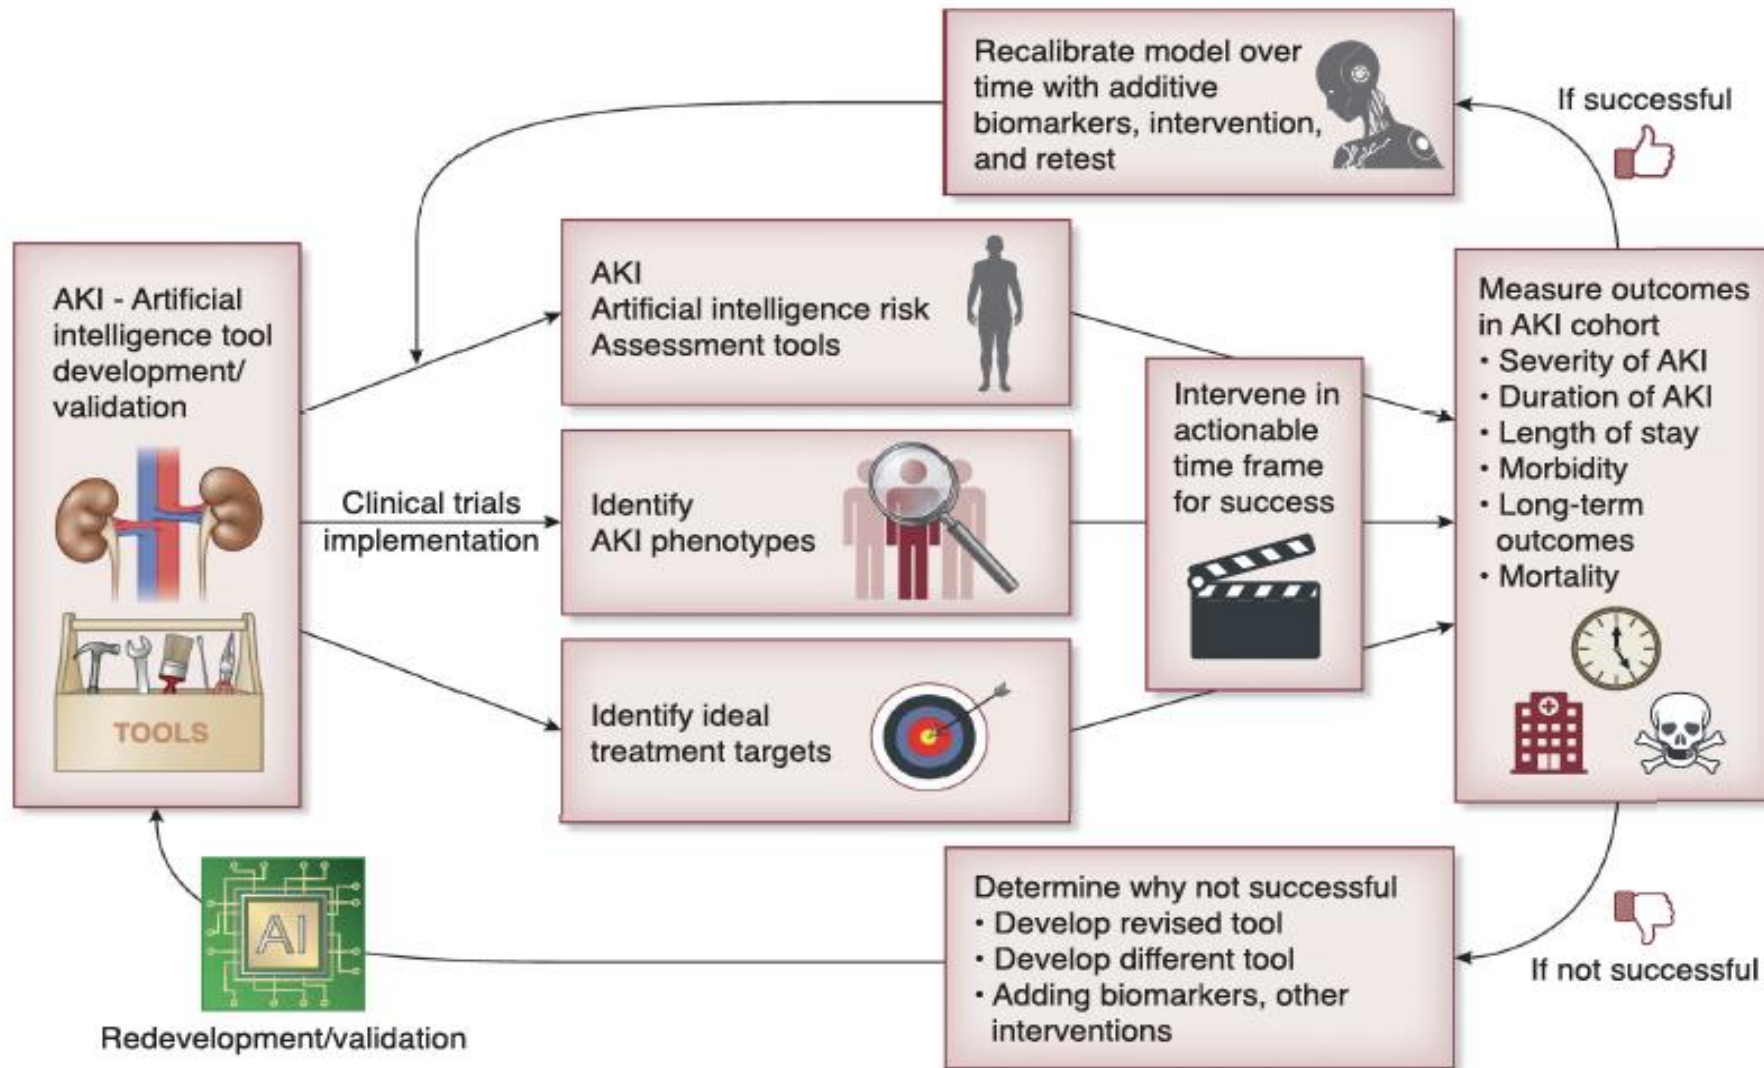 Recalibrate model over
time with additive
biomarkers, intervention,
and retest
If successful
AKI - Artificial
intelligence tool
development/
validation
TOOLS
Clinical trials
implementation
AKI
Artificial intelligence risk
Assessment tools
Identify
AKI phenotypes
Identify ideal
treatment targets
Intervene in
actionable
time frame
for success
Measure outcomes
in AKI cohort
• Severity of AKI
• Duration of AKI
• Length of stay
• Morbidity
• Long-term
outcomes
• Mortality
If not successful
Determine why not successful
• Develop revised tool
• Develop different tool
• Adding biomarkers, other
interventions
AI
Redevelopment/validation